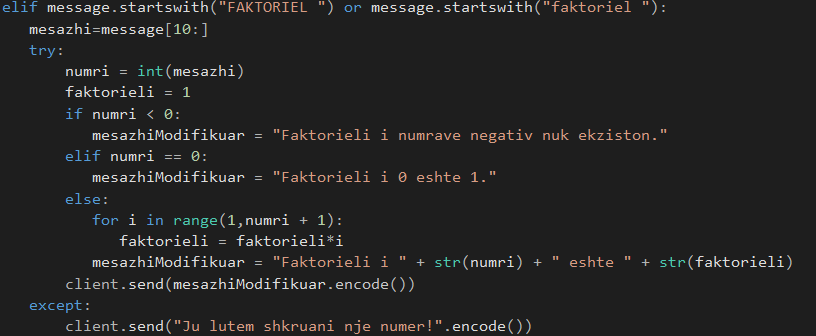 elif message.startswith("FAKTORIEL ") or message.startswith("faktoriel "):
mesazhi=message[10:]
try:
numri = int(mesazhi)
faktorieli = 1
if numri < 0:
mesazhiModifikuar = "Faktorieli i numrave negativ nuk ekziston."
elif numri == 0:
mesazhiModifikuar = "Faktorieli i 0 eshte 1."
else:
for i in range(1,numri + 1):
faktorieli = faktorieli*i
mesazhiModifikuar = "Faktorieli i " + str(numri) + " eshte " + str(faktorieli)
client.send(mesazhiModifikuar.encode())
except:
client.send("Ju lutem shkruani nje numer!".encode())